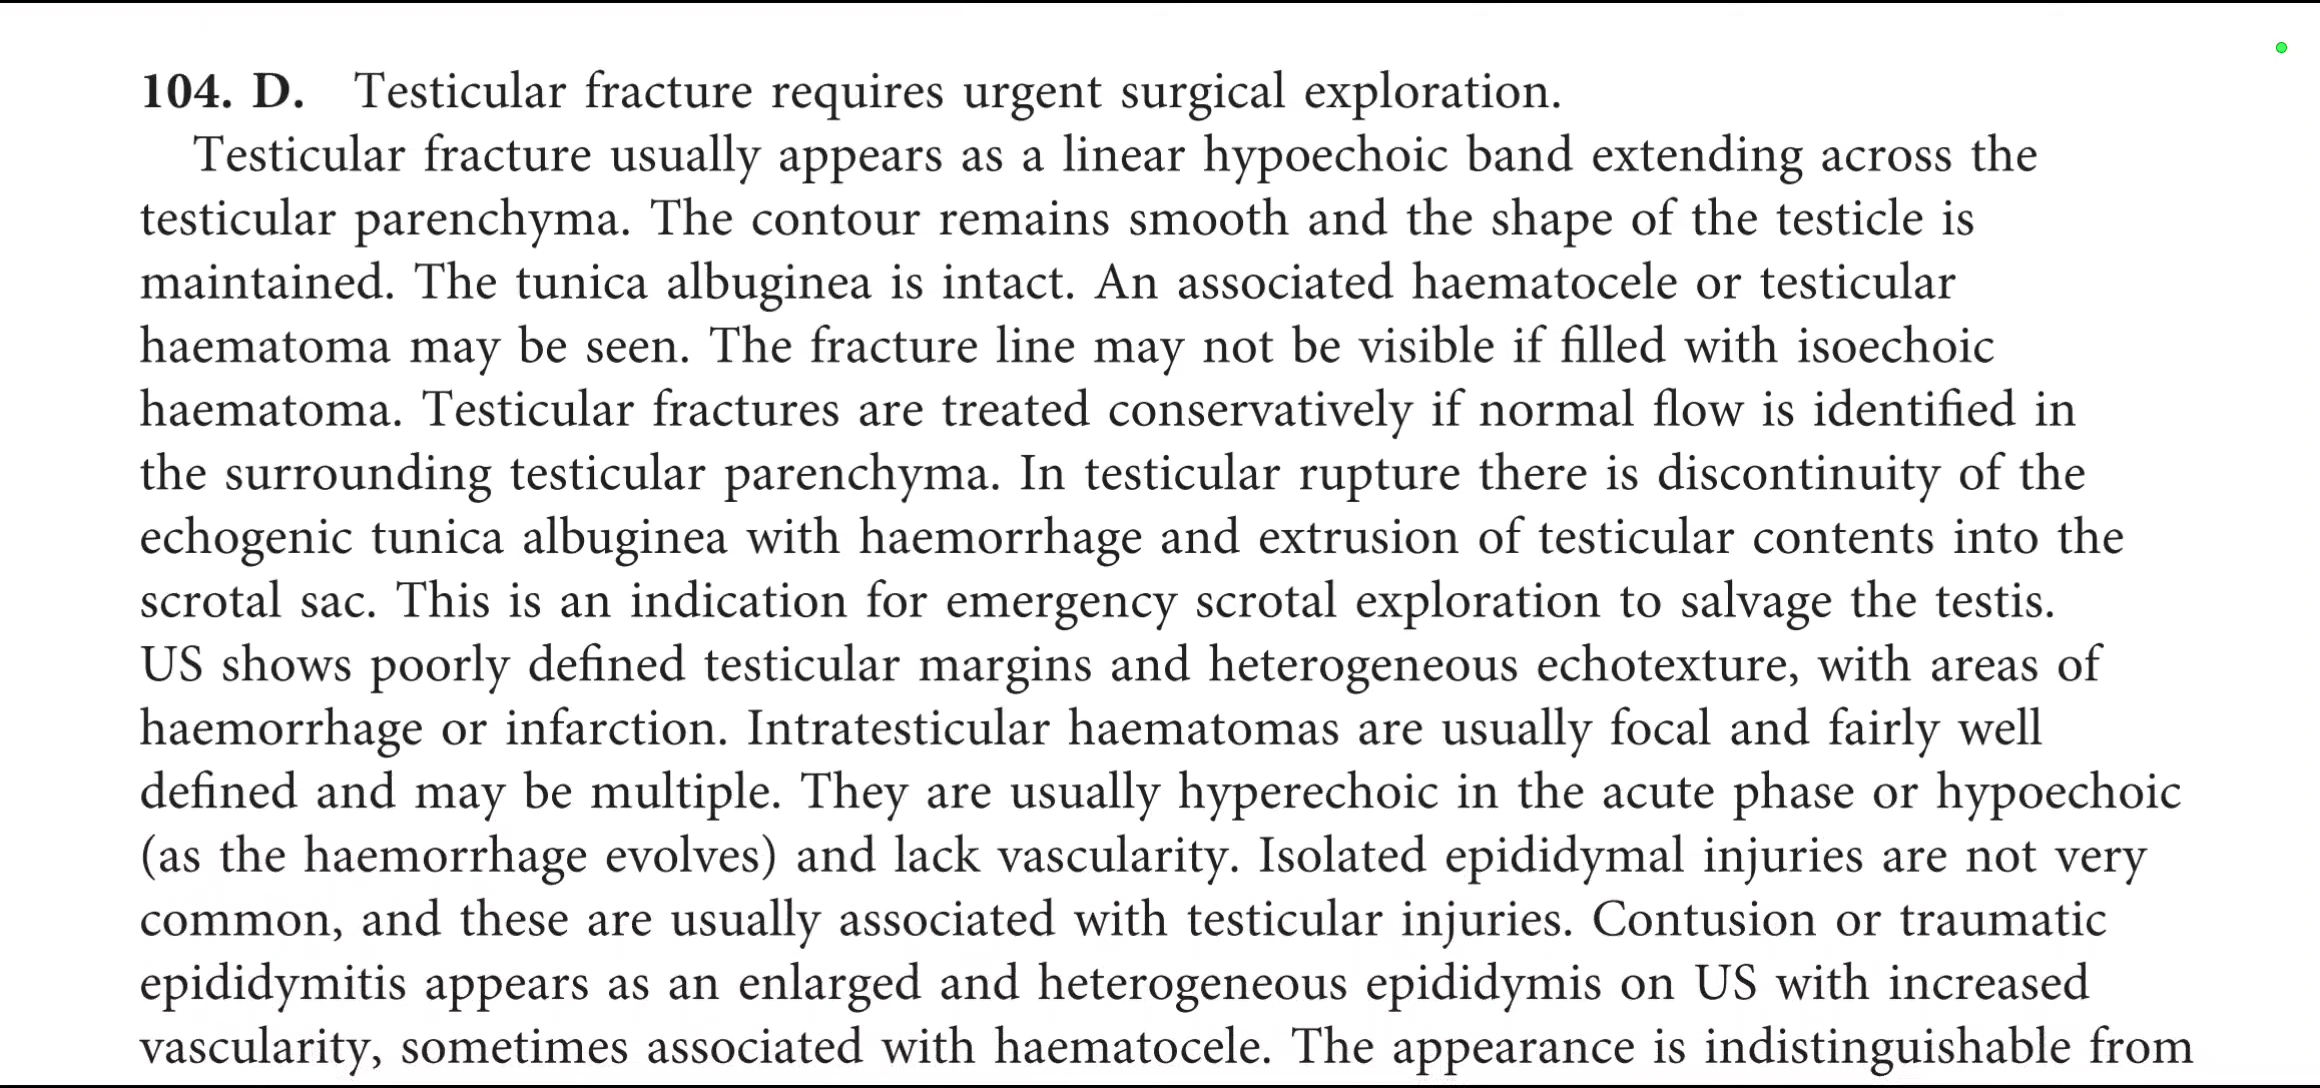 104. D. Testicular fracture requires urgent surgical exploration.
Testicular fracture usually appears as a linear hypoechoic band extending across the
testicular parenchyma. The contour remains smooth and the shape of the testicle is
maintained. The tunica albuginea is intact. An associated haematocele or testicular
haematoma may be seen. The fracture line may not be visible if filled with isoechoic
haematoma. Testicular fractures are treated conservatively if normal flow is identified in
the surrounding testicular parenchyma. In testicular rupture there is discontinuity of the
echogenic tunica albuginea with haemorrhage and extrusion of testicular contents into the
scrotal sac. This is an indication for emergency scrotal exploration to salvage the testis.
US shows poorly defined testicular margins and heterogeneous echotexture, with areas of
haemorrhage or infarction. Intratesticular haematomas are usually focal and fairly well
defined and may be multiple. They are usually hyperechoic in the acute phase or hypoechoic
(as the haemorrhage evolves) and lack vascularity. Isolated epididymal injuries are not very
common, and these are usually associated with testicular injuries. Contusion or traumatic
epididymitis appears as an enlarged and heterogeneous epididymis on US with increased
vascularity, sometimes associated with haematocele. The appearance is indistinguishable from